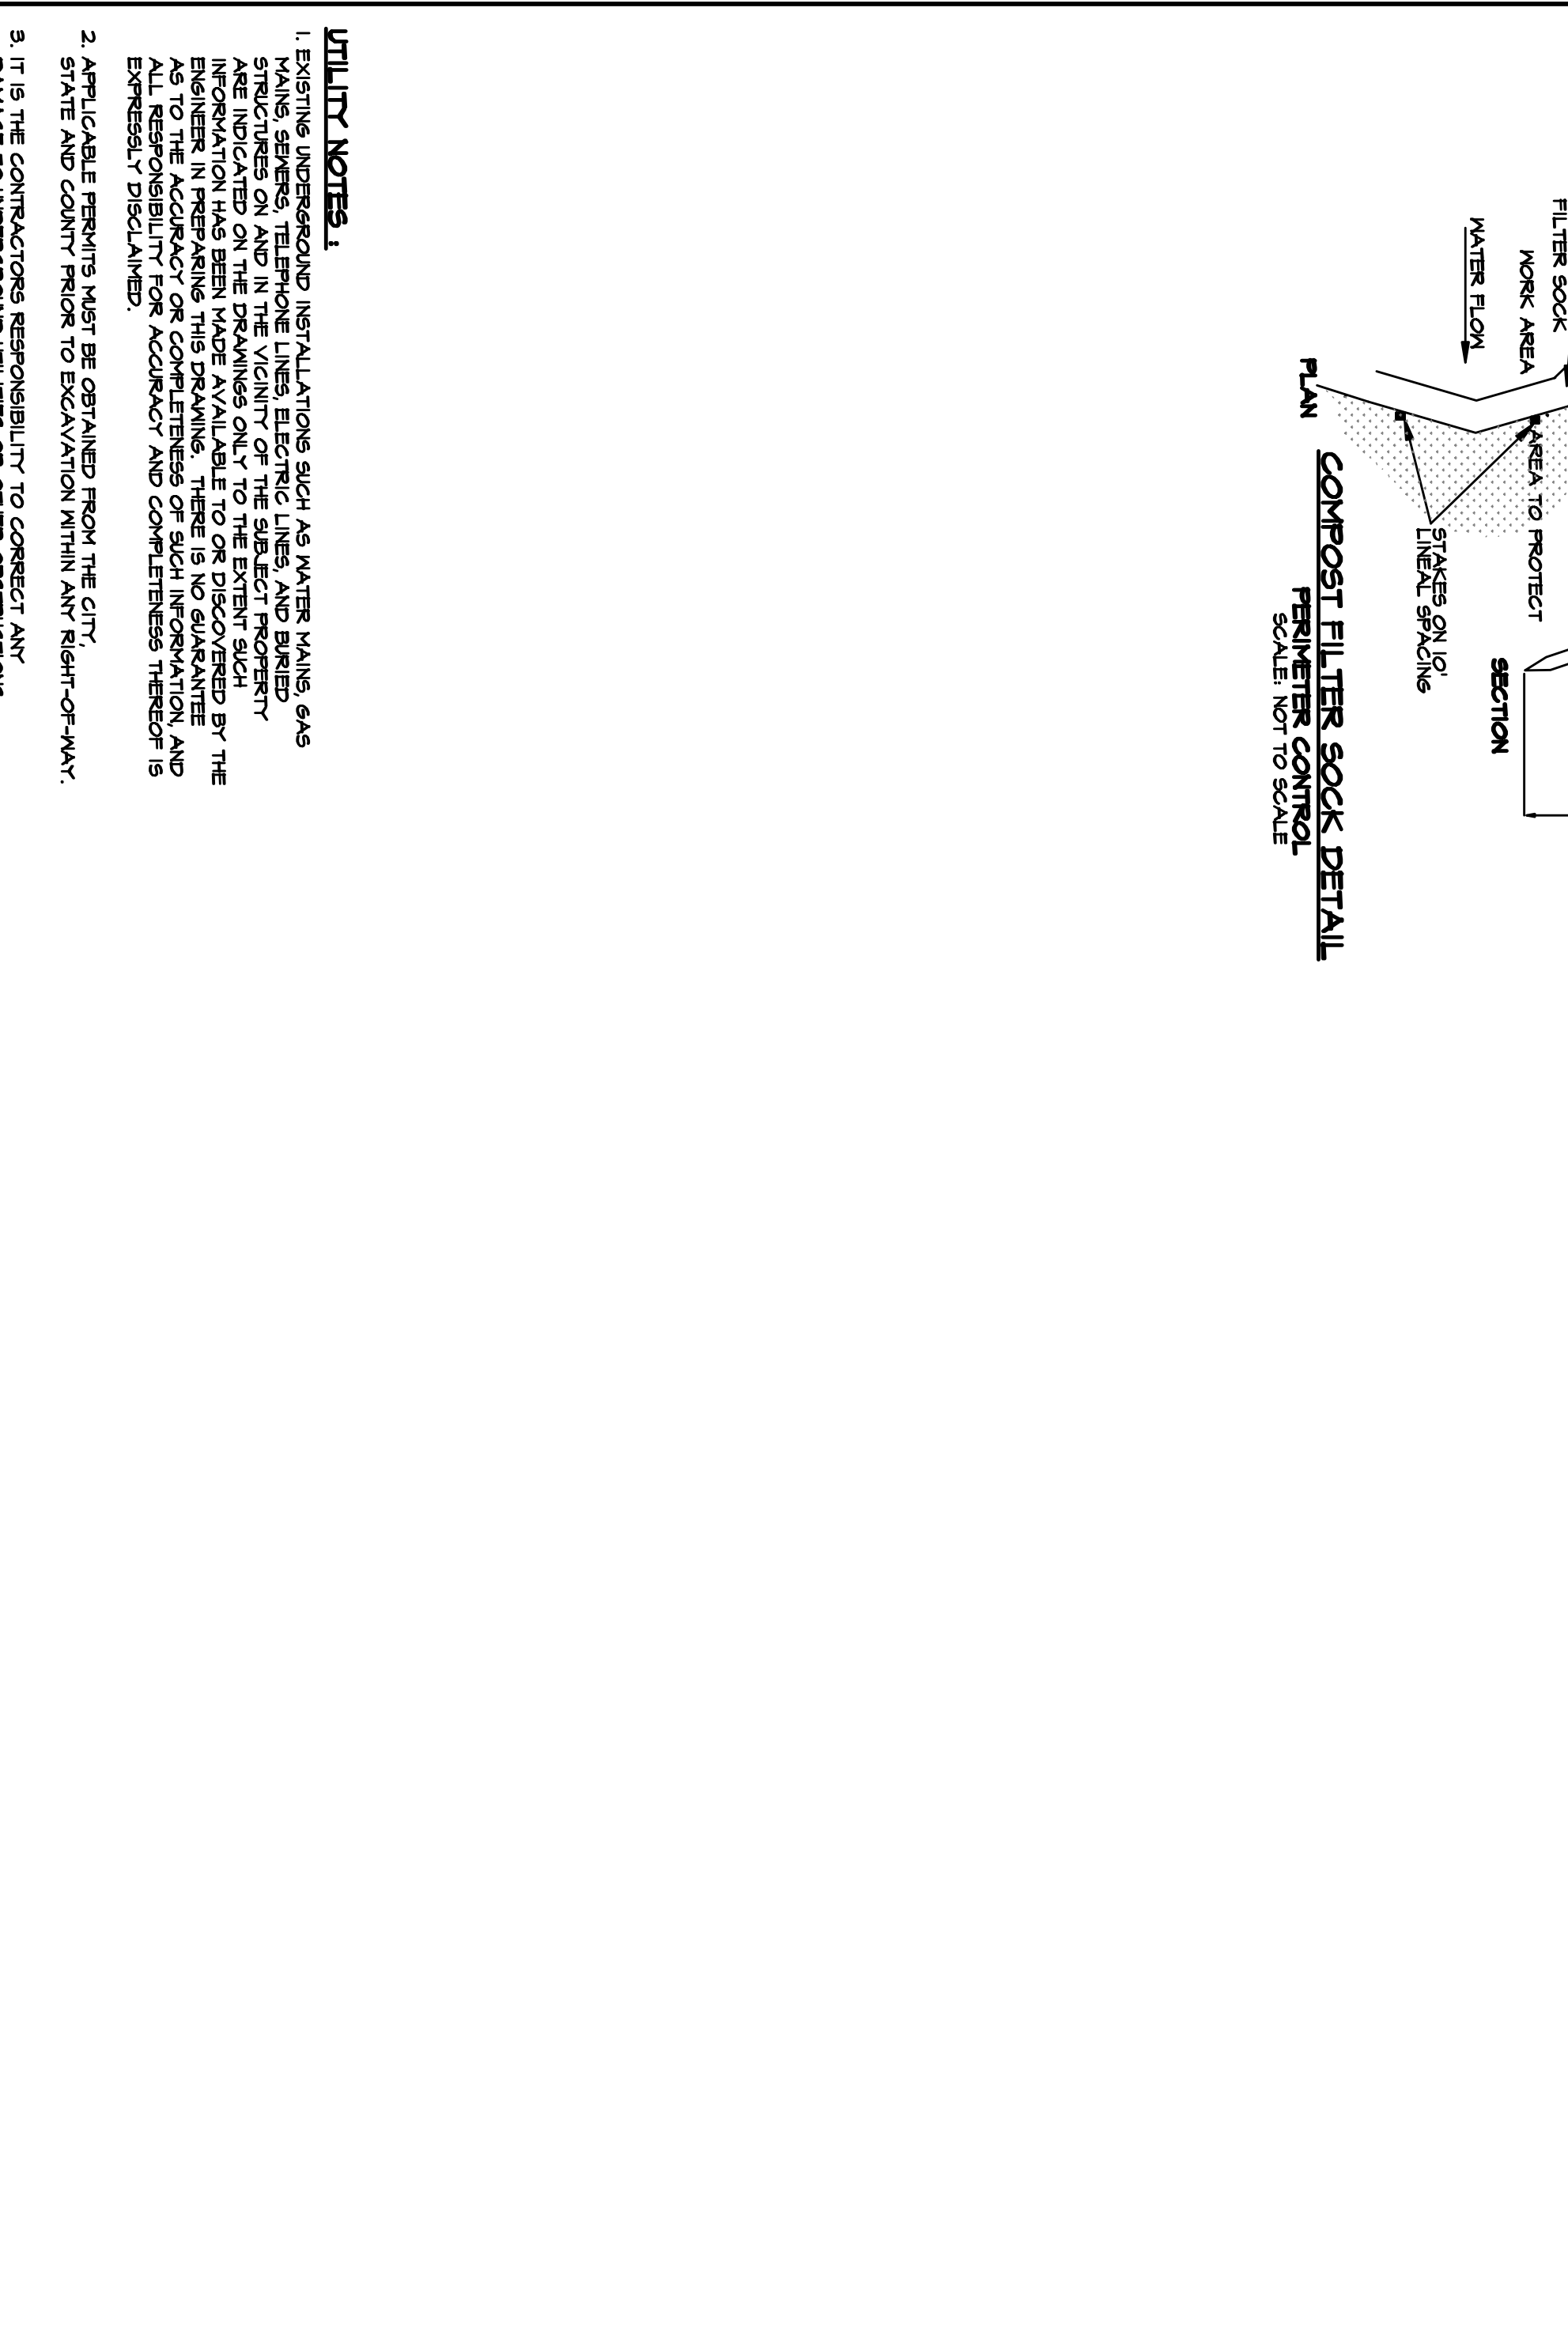 FILTER SOCK
WORK AREA
AREA TO PROTECT
WATER FLOW
SECTION
STAKES ON 10'
LINEAL SPACING
PLAN
COMPOST FILTER SOCK DETAIL
PERIMETER CONTROL
SCALE: NOT TO SCALE
UTILITY NOTES :
1. EXISTING UNDERGROUND INSTALLATIONS SUCH AS WATER MAINS, GAS
MAINS, SEWERS, TELEPHONE LINES, ELECTRIC LINES, AND BURIED
STRUCTURES ON AND IN THE VICINITY OF THE SUBJECT PROPERTY
ARE INDICATED ON THE DRAWINGS ONLY TO THE EXTENT SUCH
INFORMATION HAS BEEN MADE AVAILABLE TO OR DISCOVERED BY THE
ENGINEER IN PREPARING THIS DRAWING. THERE IS NO GUARANTEE
AS TO THE ACCURACY OR COMPLETENESS OF SUCH INFORMATION, AND
ALL RESPONSIBILITY FOR ACCURACY AND COMPLETENESS THEREOF IS
EXPRESSLY DISCLAIMED.
2. APPLICABLE PERMITS MUST BE OBTAINED FROM THE CITY,
STATE AND COUNTY PRIOR TO EXCAVATION WITHIN ANY RIGHT-OF-WAY.
3. IT IS THE CONTRACTORS RESPONSIBILITY TO CORRECT ANY